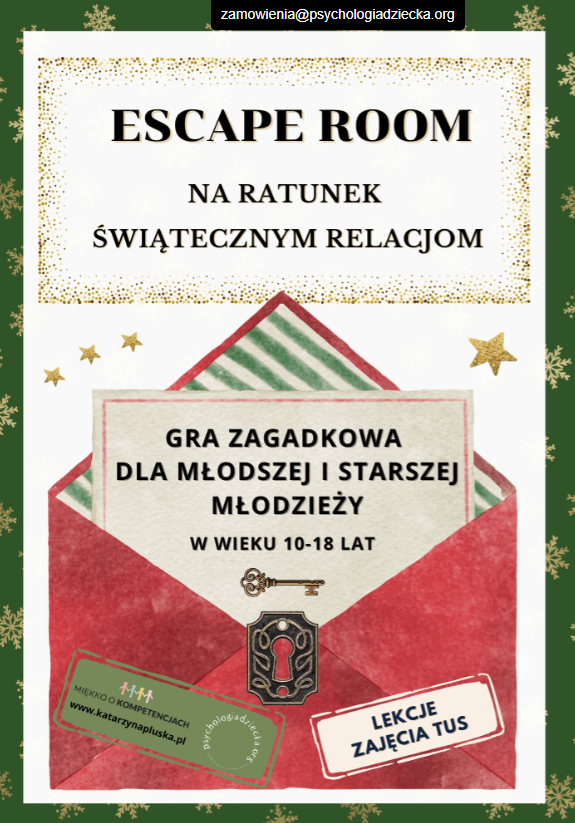 zamowienia@psychologiadziecka.org
ESCAPE ROOM
NA RATUNEK
ŚWIĄTECZNYM RELACJOM
GRA ZAGADKOWA
DLA MŁODSZEJ I STARSZEJ
MŁODZIEŻY
W WIEKU 10-18 LAT
MIĘKKO O KOMPETENCJACH
www.katarzynapluska.pl
psychologiadziecka.org
LEKCJE
ZAJĘCIA TUS